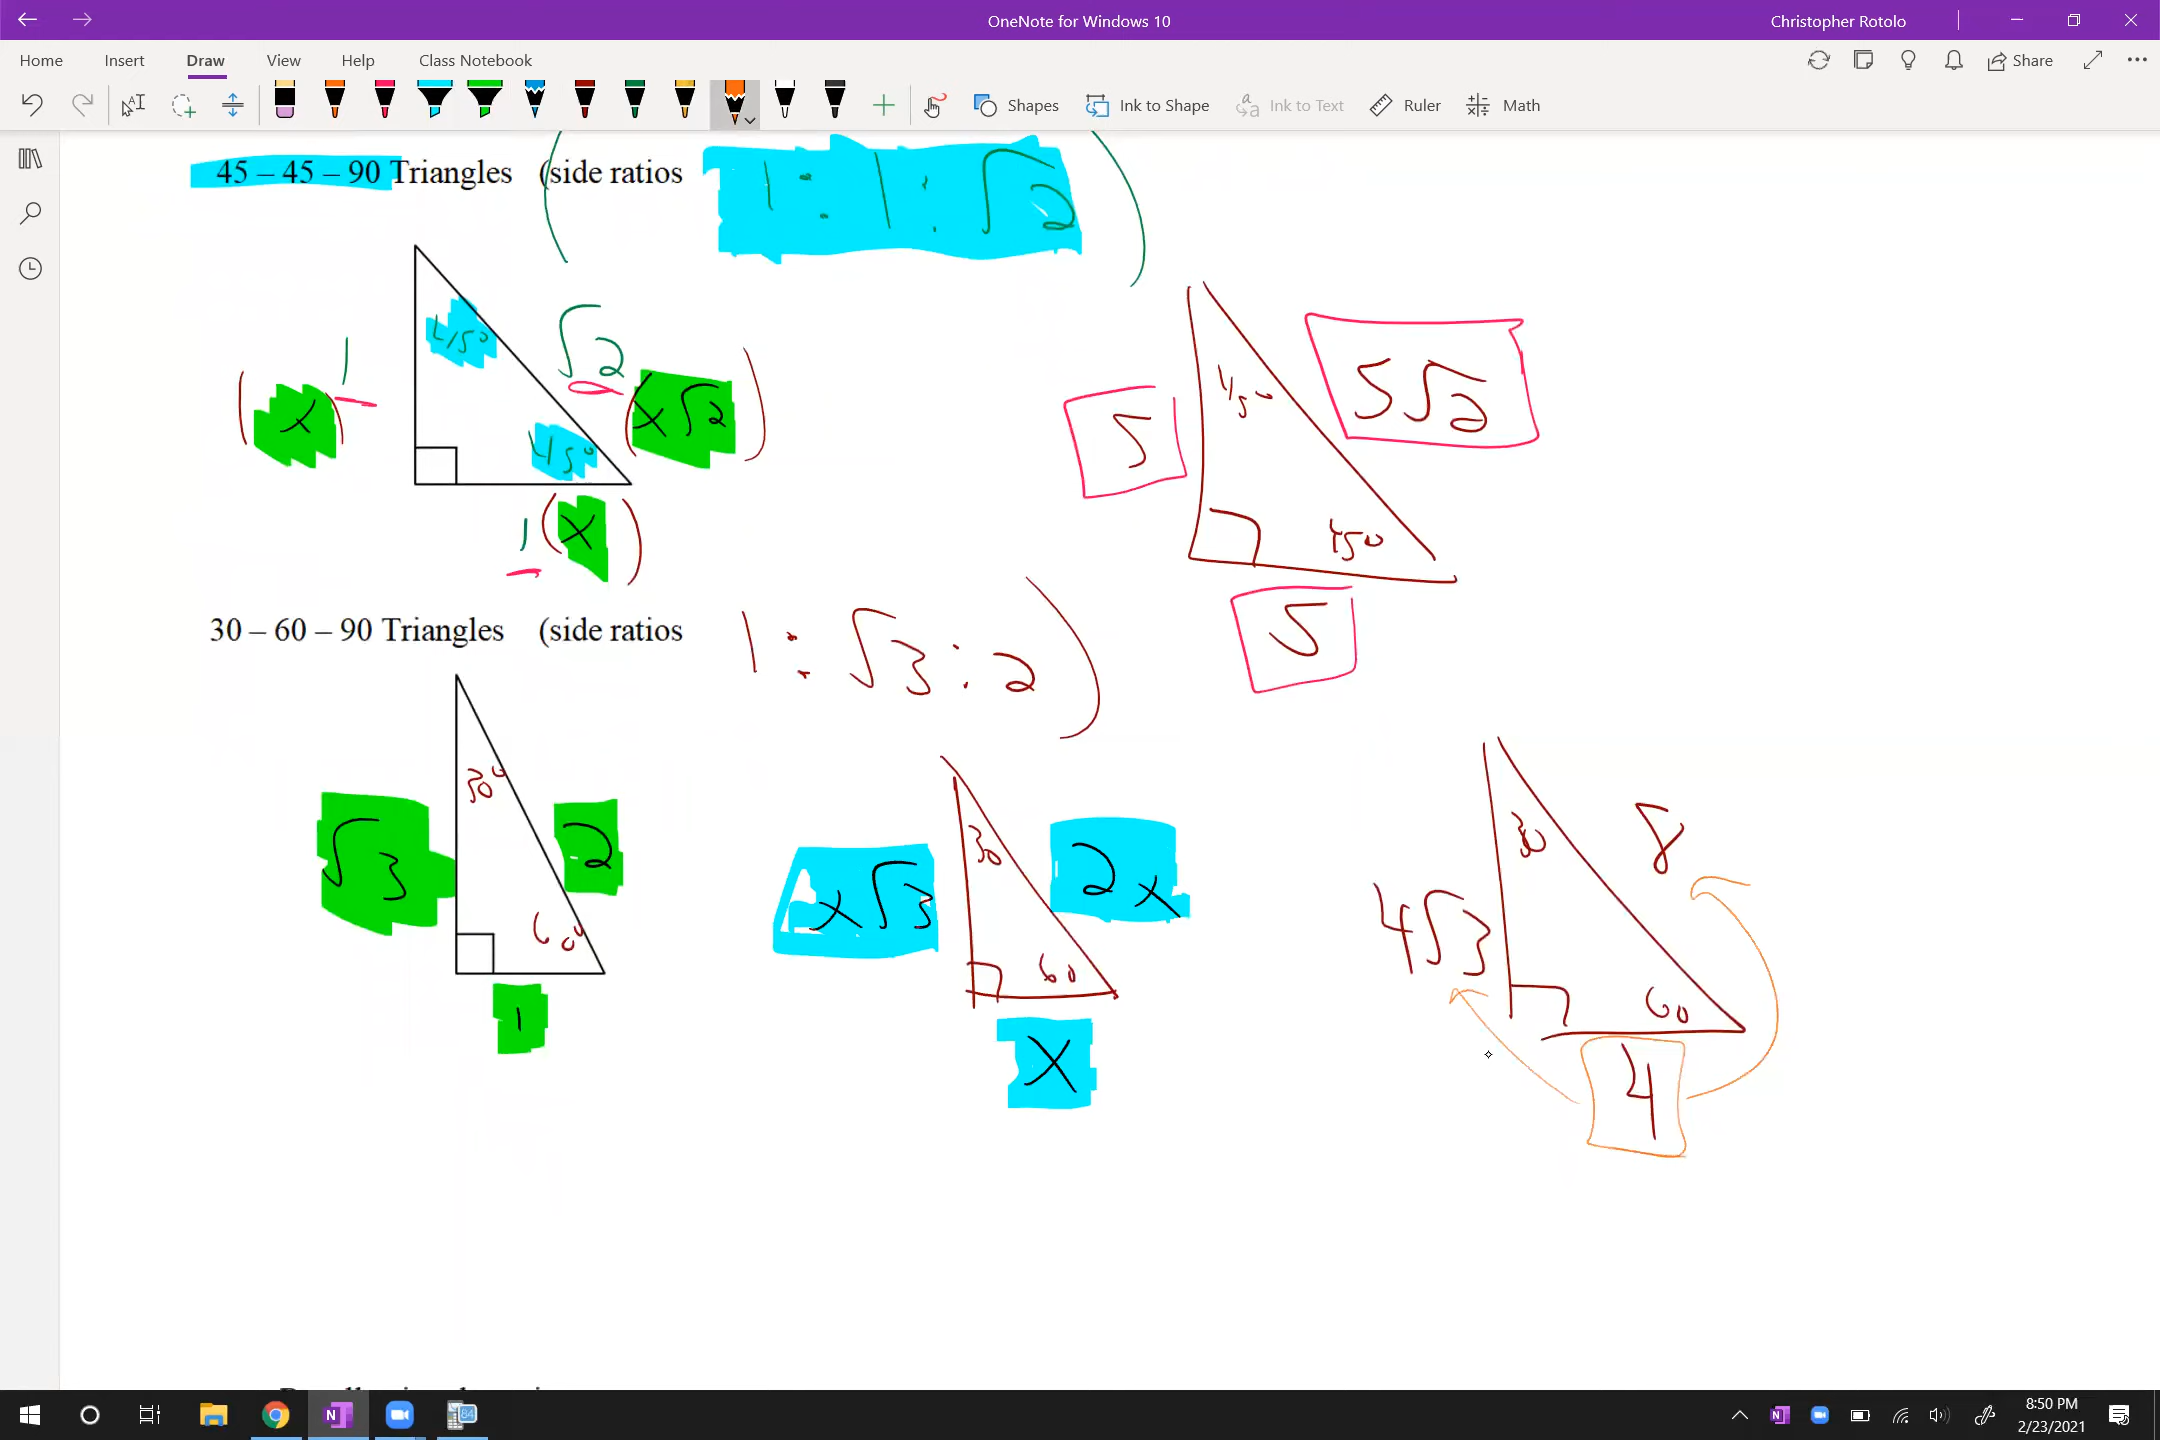 OneNote for Windows 10
Christopher Rotolo
Home Insert Draw View Help Class Notebook
Share
Shapes Ink to Shape Ink to Text Ruler Math
45 – 45 – 90 Triangles (side ratios 1 : 1 : √2 )
45°
1
(x)
√2
(x√2)
45°
1 (x)
45°
5
5√2
45°
5
30 – 60 – 90 Triangles (side ratios 1 : √3 : 2 )
30°
√3
2
60°
1
30
x√3
2x
60
x
30
8
4√3
60
4
84
8:50 PM
2/23/2021